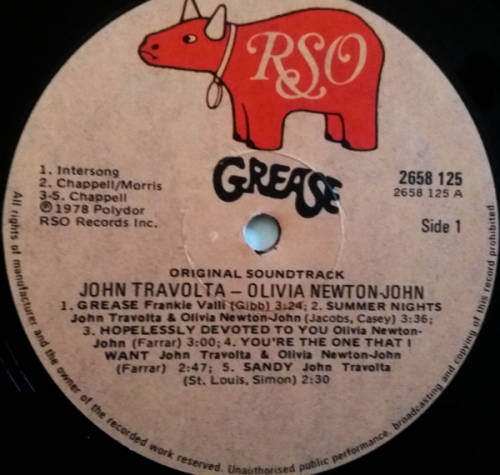 RSO
GREASE
1. Intersong
2. Chappell/Morris
3-5. Chappell
℗1978 Polydor
RSO Records Inc.
2658 125
2658 125 A
Side 1
ORIGINAL SOUNDTRACK
JOHN TRAVOLTA – OLIVIA NEWTON-JOHN
1. GREASE Frankie Valli (Gibb) 3:24; 2. SUMMER NIGHTS
John Travolta & Olivia Newton-John (Jacobs, Casey) 3:36;
3. HOPELESSLY DEVOTED TO YOU Olivia Newton-
John (Farrar) 3:00; 4. YOU'RE THE ONE THAT I
WANT John Travolta & Olivia Newton-John
(Farrar) 2:47; 5. SANDY John Travolta
(St. Louis, Simon) 2:30
All rights of manufacturer and the owner of the recorded work reserved. Unauthorised public performance, broadcasting and copying of this record prohibited